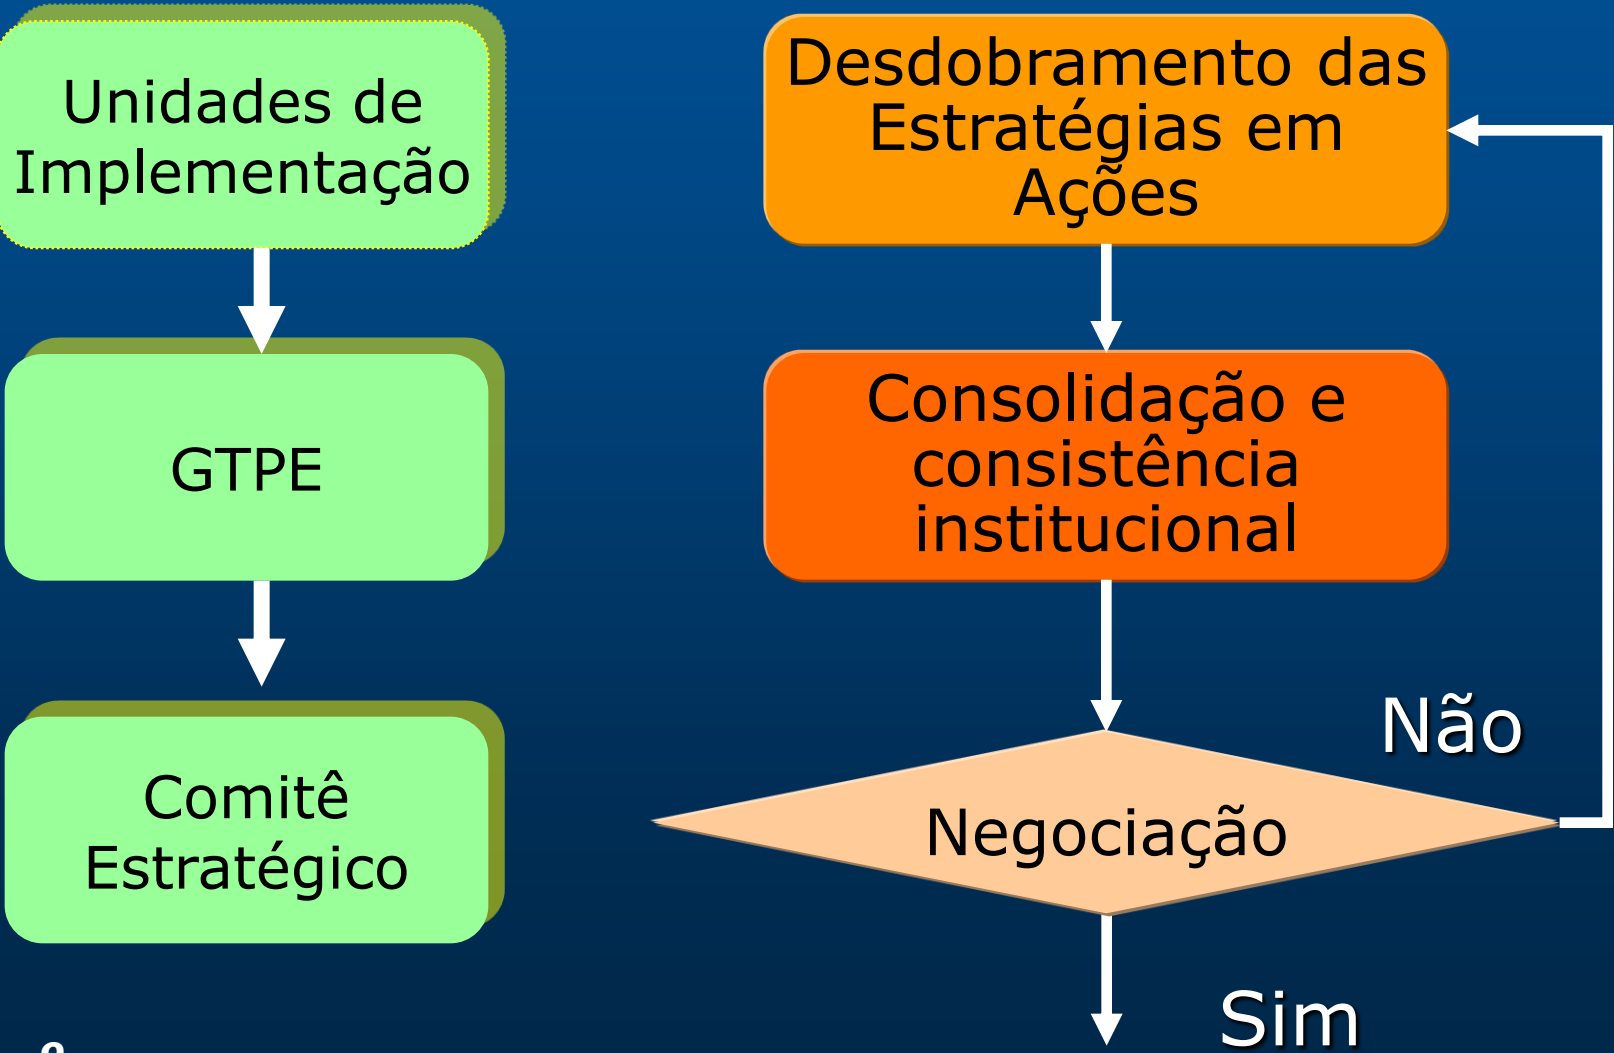 Unidades de
Implementação
GTPE
Comitê
Estratégico
Desdobramento das
Estratégias em
Ações
Consolidação e
consistência
institucional
Negociação
Não
Sim